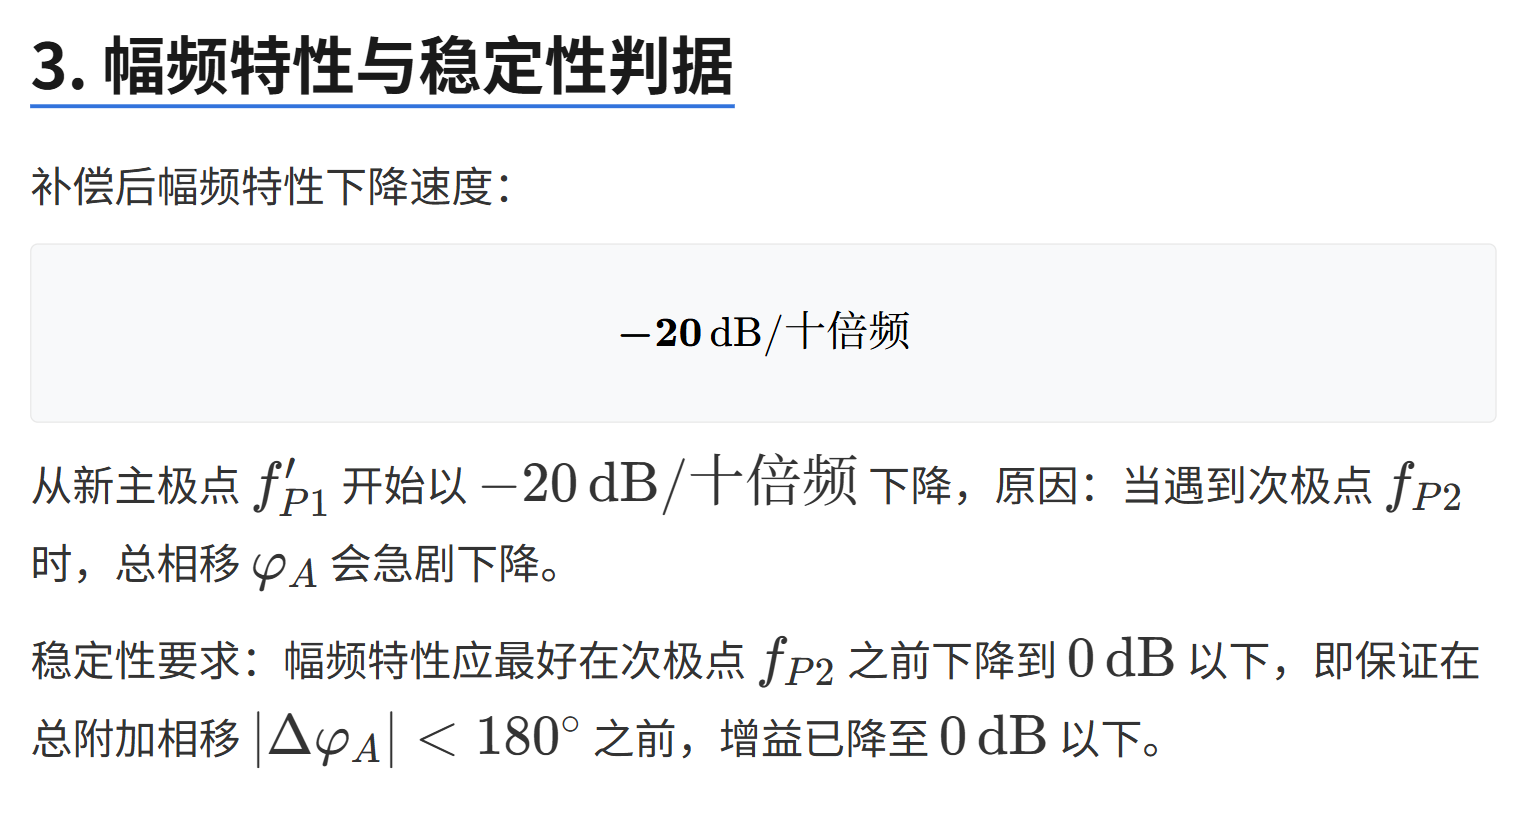 3. 幅频特性与稳定性判据
补偿后幅频特性下降速度：
−20 dB/十倍频
从新主极点 f′P1 开始以 −20 dB/十倍频 下降，原因：当遇到次极点 fP2
时，总相移 φA 会急剧下降。
稳定性要求：幅频特性应最好在次极点 fP2 之前下降到 0 dB 以下，即保证在
总附加相移 |ΔφA| < 180° 之前，增益已降至 0 dB 以下。